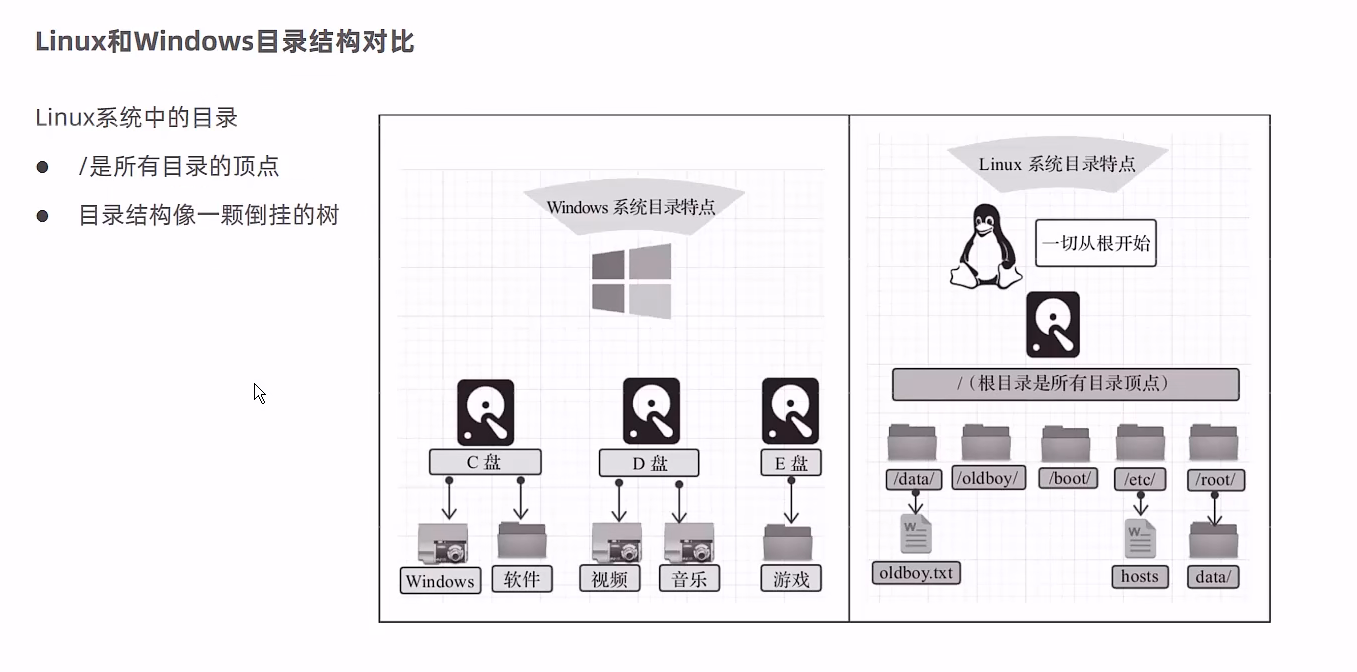 Linux和Windows目录结构对比
Linux系统中的目录
● /是所有目录的顶点
● 目录结构像一颗倒挂的树
Windows 系统目录特点
C 盘
D 盘
E 盘
Windows
软件
视频
音乐
游戏
Linux 系统目录特点
一切从根开始
/（根目录是所有目录顶点）
/data/
/oldboy/
/boot/
/etc/
/root/
W
W
oldboy.txt
hosts
data/